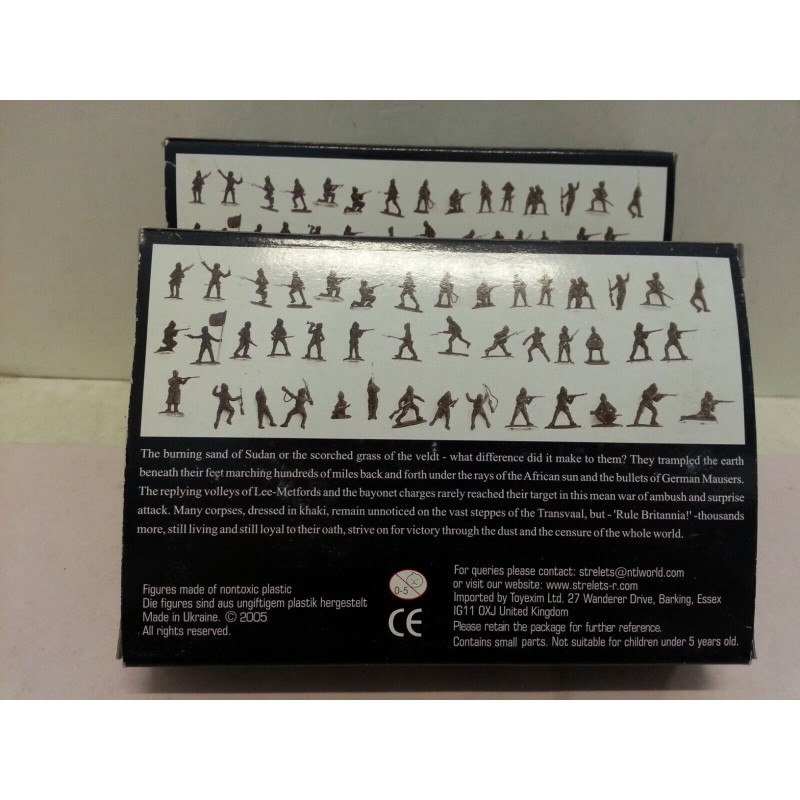 The burning sand of Sudan or the scorched grass of the veldt - what difference did it make to them? They trampled the earth
beneath their feet marching hundreds of miles back and forth under the rays of the African sun and the bullets of German Mausers.
The replying volleys of Lee-Metfords and the bayonet charges rarely reached their target in this mean war of ambush and surprise
attack. Many corpses, dressed in khaki, remain unnoticed on the vast steppes of the Transvaal, but - 'Rule Britannia!' -thousands
more, still living and still loyal to their oath, strive on for victory through the dust and the censure of the whole world.
Figures made of nontoxic plastic
Die figures sind aus ungiftigem plastik hergestellt
Made in Ukraine. © 2005
All rights reserved.
0-5
CE
For queries please contact: strelets@ntlworld.com
or visit our website: www.strelets-r.com
Imported by Toyexim Ltd. 27 Wanderer Drive, Barking, Essex
IG11 0XJ United Kingdom
Please retain the package for further reference.
Contains small parts. Not suitable for children under 5 years old.